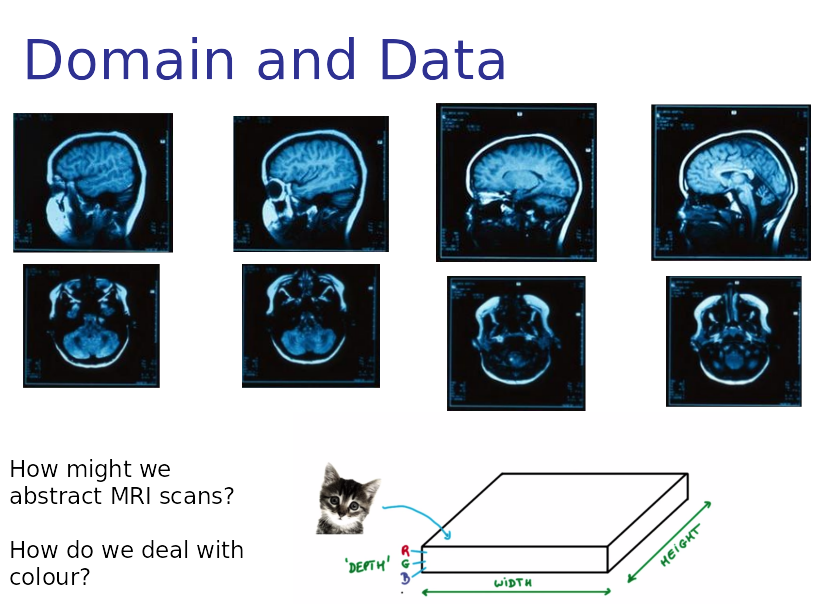 Domain and Data
How might we
abstract MRI scans?
How do we deal with
colour?
'DEPTH'
R
G
B
WIDTH
HEIGHT